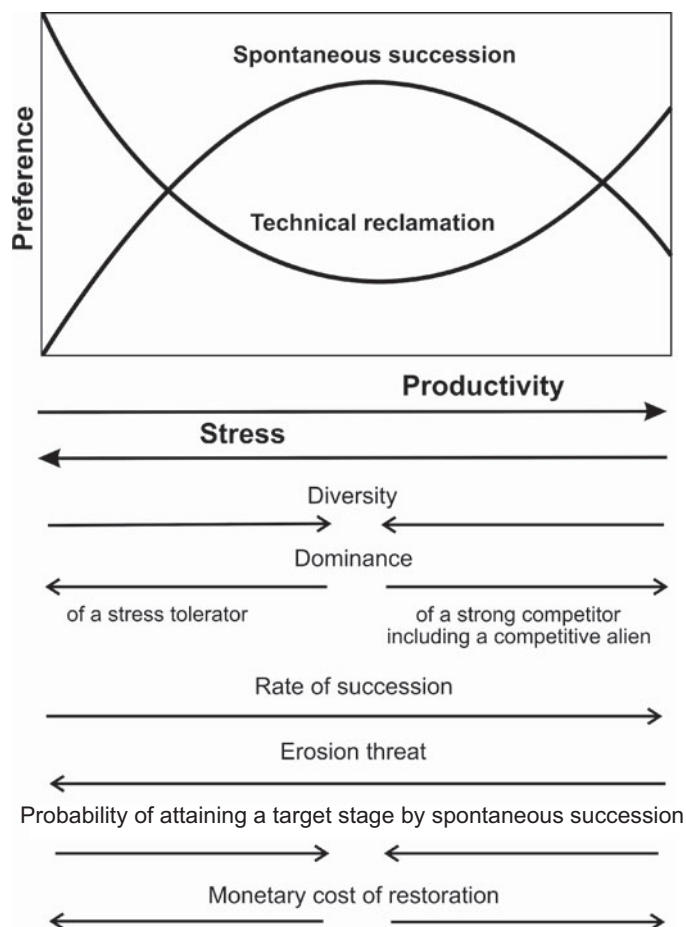 Preference
Spontaneous succession
Technical reclamation
Productivity
Stress
Diversity
Dominance
of a stress tolerator
of a strong competitor
including a competitive alien
Rate of succession
Erosion threat
Probability of attaining a target stage by spontaneous succession
Monetary cost of restoration